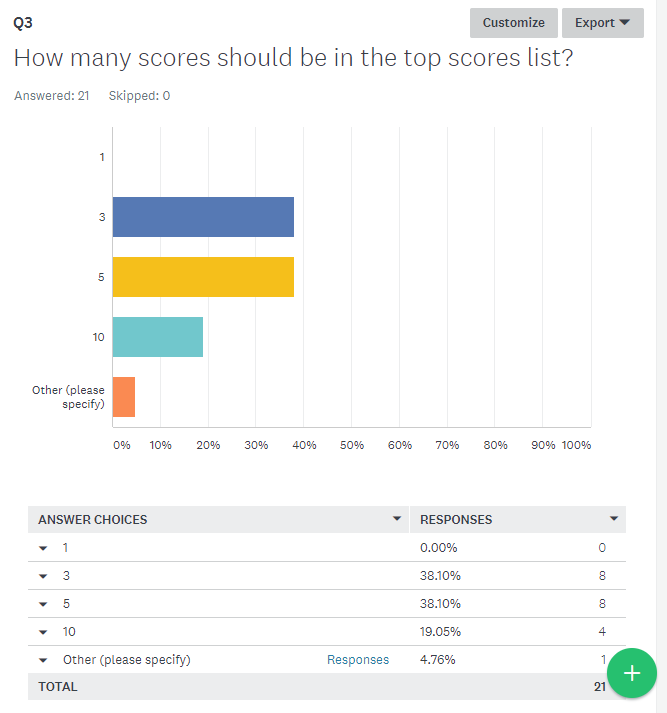 Q3
Customize
Export
How many scores should be in the top scores list?
Answered: 21 Skipped: 0
1
3
5
10
Other (please
specify)
0% 10% 20% 30% 40% 50% 60% 70% 80% 90% 100%
ANSWER CHOICES RESPONSES
1 0.00% 0
3 38.10% 8
5 38.10% 8
10 19.05% 4
Other (please specify) Responses 4.76% 1
TOTAL 21